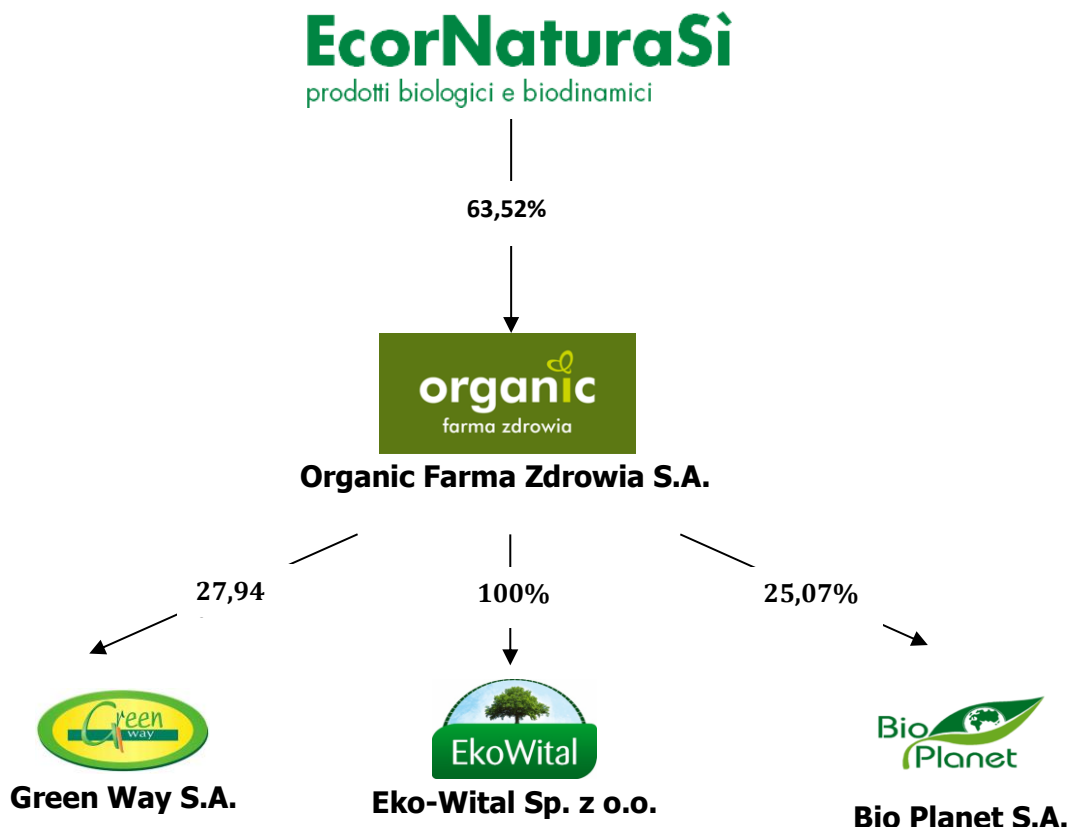 EcorNaturaSì
prodotti biologici e biodinamici
63,52%
organic
farma zdrowia
Organic Farma Zdrowia S.A.
27,94
100%
25,07%
Green
way
EkoWital
Bio
Planet
Green Way S.A.
Eko-Wital Sp. z o.o.
Bio Planet S.A.